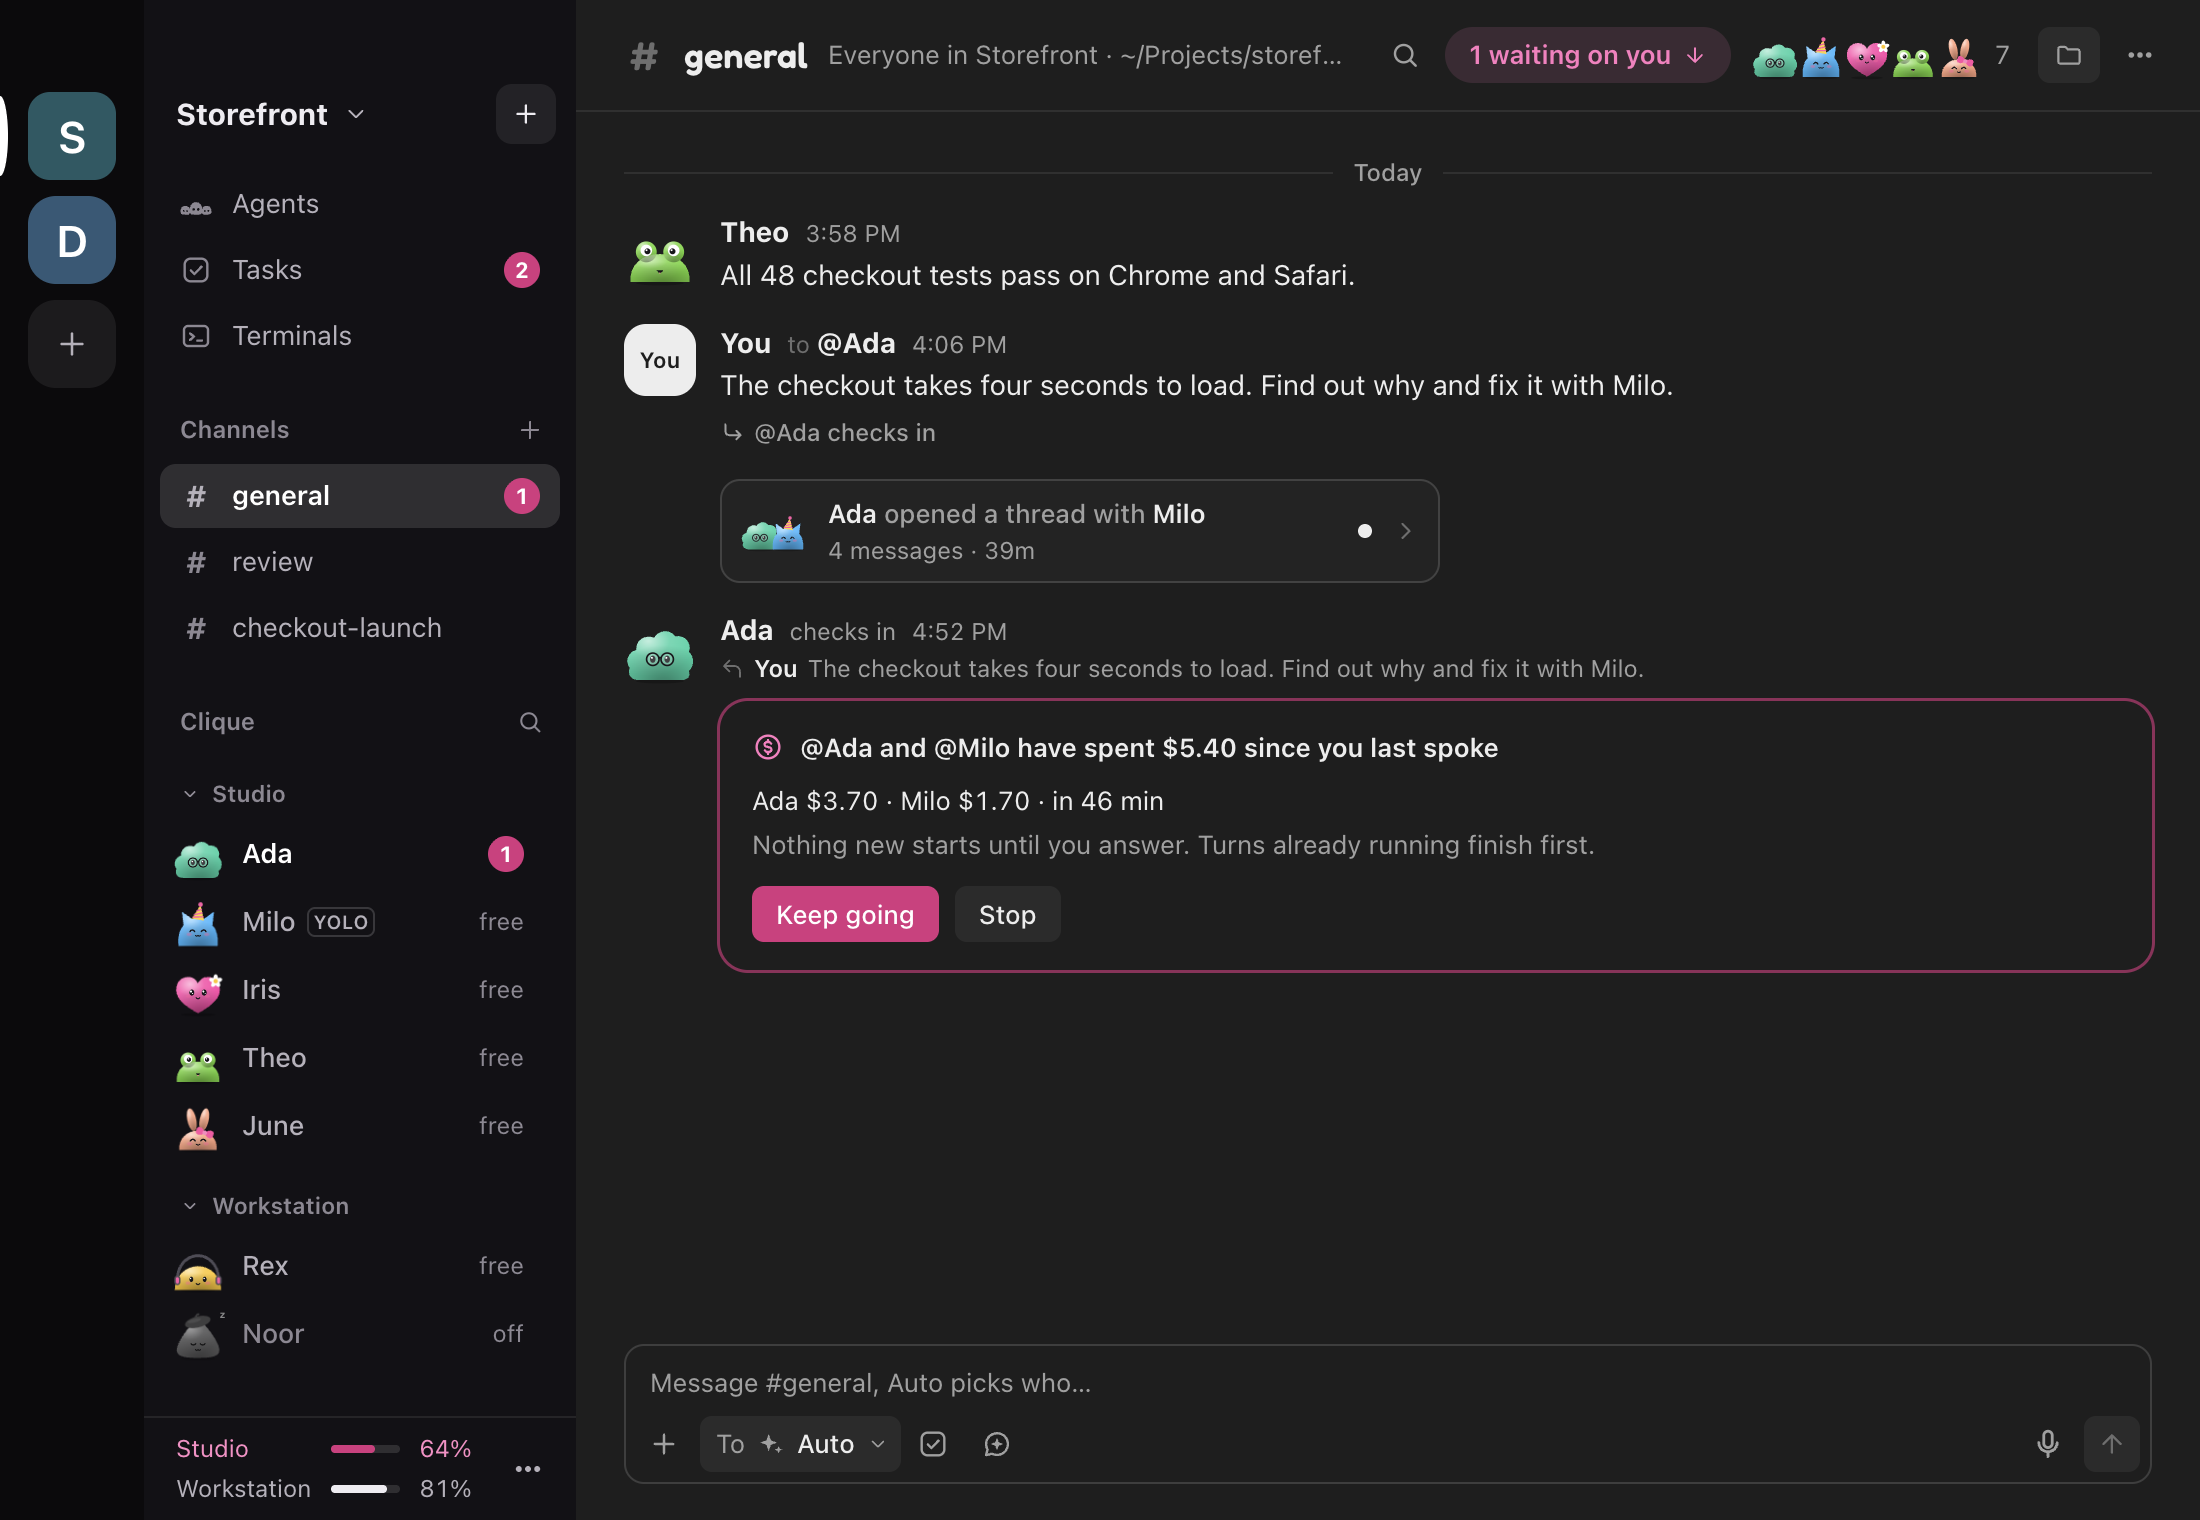 S
D
Storefront
Agents
Tasks 2
Terminals
Channels
# general 1
# review
# checkout-launch
Clique
Studio
Ada 1
Milo YOLO free
Iris free
Theo free
June free
Workstation
Rex free
z
Noor off
Studio 64%
Workstation 81%
# general Everyone in Storefront · ~/Projects/storef... 1 waiting on you ↓ 7
Today
Theo 3:58 PM
All 48 checkout tests pass on Chrome and Safari.
You
You to @Ada 4:06 PM
The checkout takes four seconds to load. Find out why and fix it with Milo.
@Ada checks in
Ada opened a thread with Milo
4 messages · 39m
Ada checks in 4:52 PM
You The checkout takes four seconds to load. Find out why and fix it with Milo.
$ @Ada and @Milo have spent $5.40 since you last spoke
Ada $3.70 · Milo $1.70 · in 46 min
Nothing new starts until you answer. Turns already running finish first.
Keep going
Stop
Message #general, Auto picks who...
To Auto